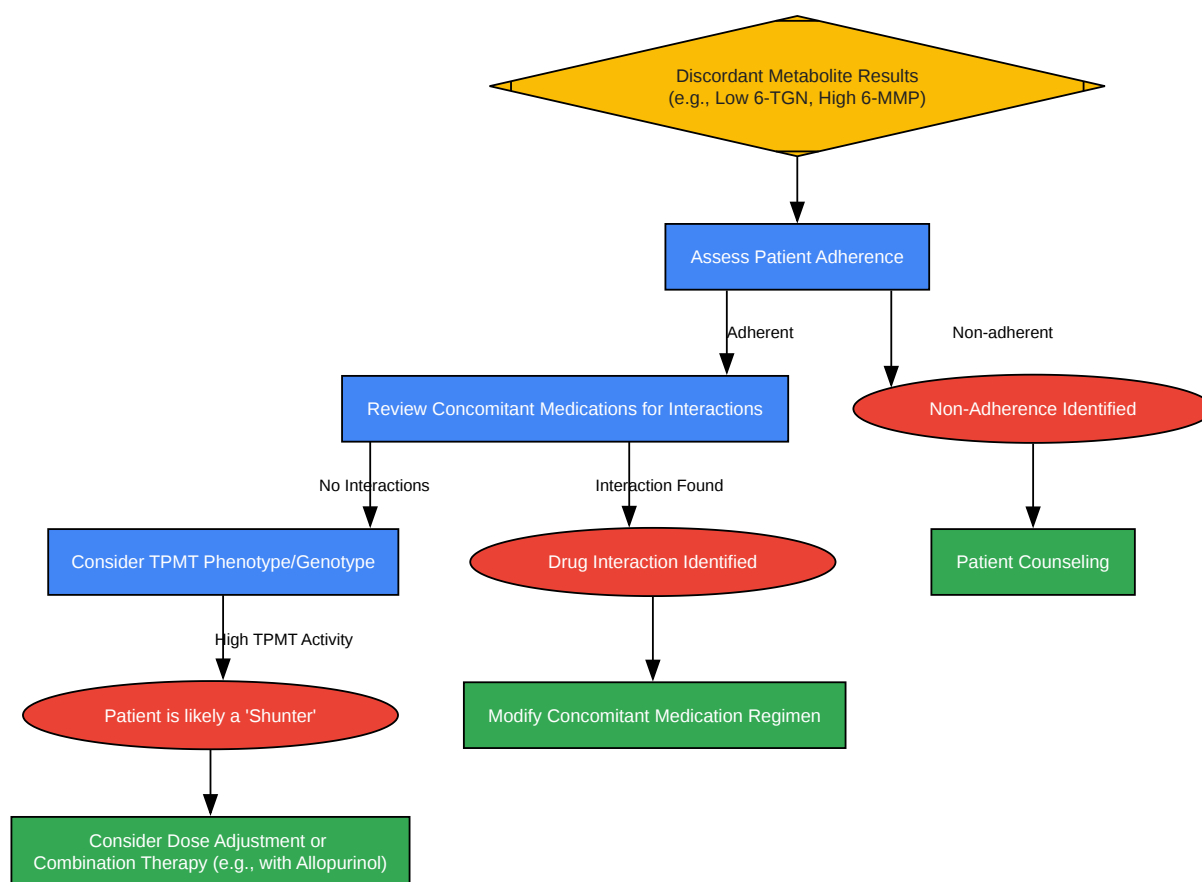 Discordant Metabolite Results
(e.g., Low 6-TGN, High 6-MMP)
Assess Patient Adherence
Adherent
Non-adherent
Review Concomitant Medications for Interactions
Non-Adherence Identified
No Interactions
Interaction Found
Consider TPMT Phenotype/Genotype
Drug Interaction Identified
Patient Counseling
High TPMT Activity
Patient is likely a 'Shunter'
Modify Concomitant Medication Regimen
Consider Dose Adjustment or
Combination Therapy (e.g., with Allopurinol)